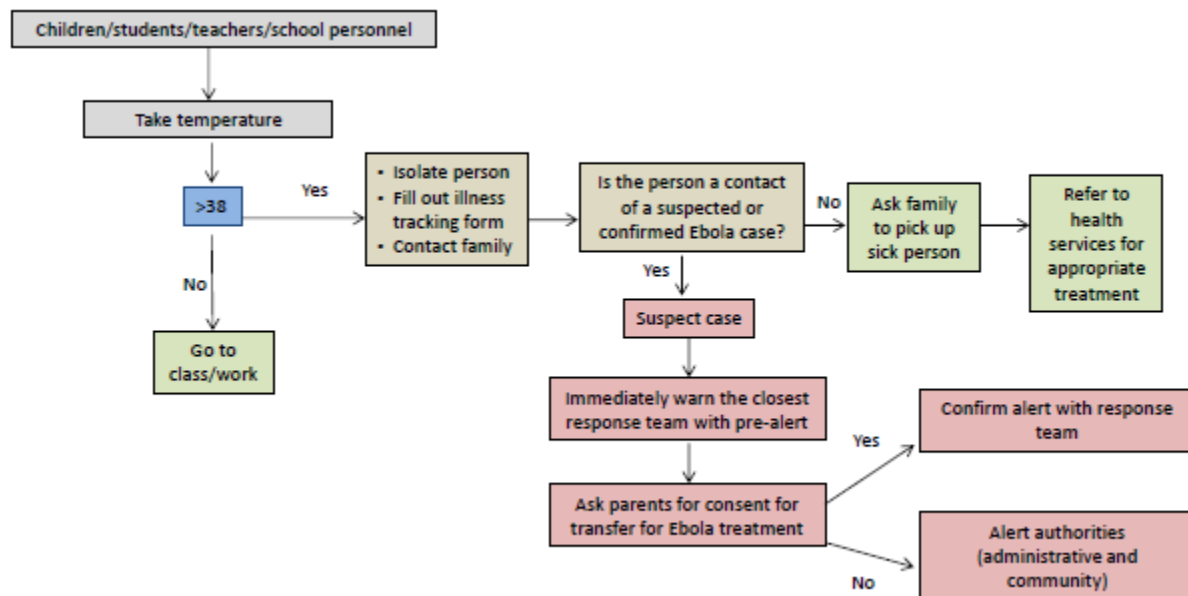 Children/students/teachers/school personnel
Take temperature
>38
Yes
No
Go to
class/work
• Isolate person
• Fill out illness
tracking form
• Contact family
Is the person a contact
of a suspected or
confirmed Ebola case?
No
Ask family
to pick up
sick person
Refer to
health
services for
appropriate
treatment
Yes
Suspect case
Immediately warn the closest
response team with pre-alert
Ask parents for consent for
transfer for Ebola treatment
Yes
Confirm alert with response
team
No
Alert authorities
(administrative and
community)